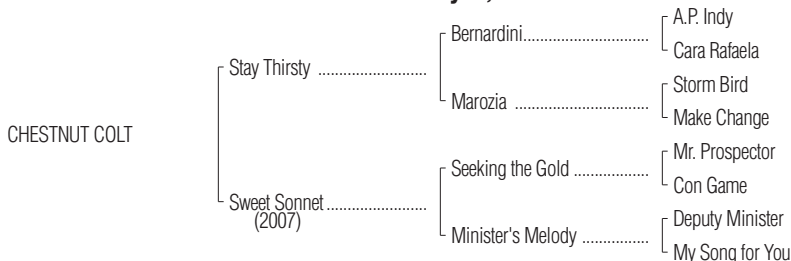 A.P. Indy
Bernardini..............................
Cara Rafaela
Stay Thirsty ..........................
Storm Bird
Marozia ................................
Make Change
CHESTNUT COLT
Mr. Prospector
Seeking the Gold ..................
Con Game
Sweet Sonnet........................
(2007)
Deputy Minister
Minister's Melody ................
My Song for You